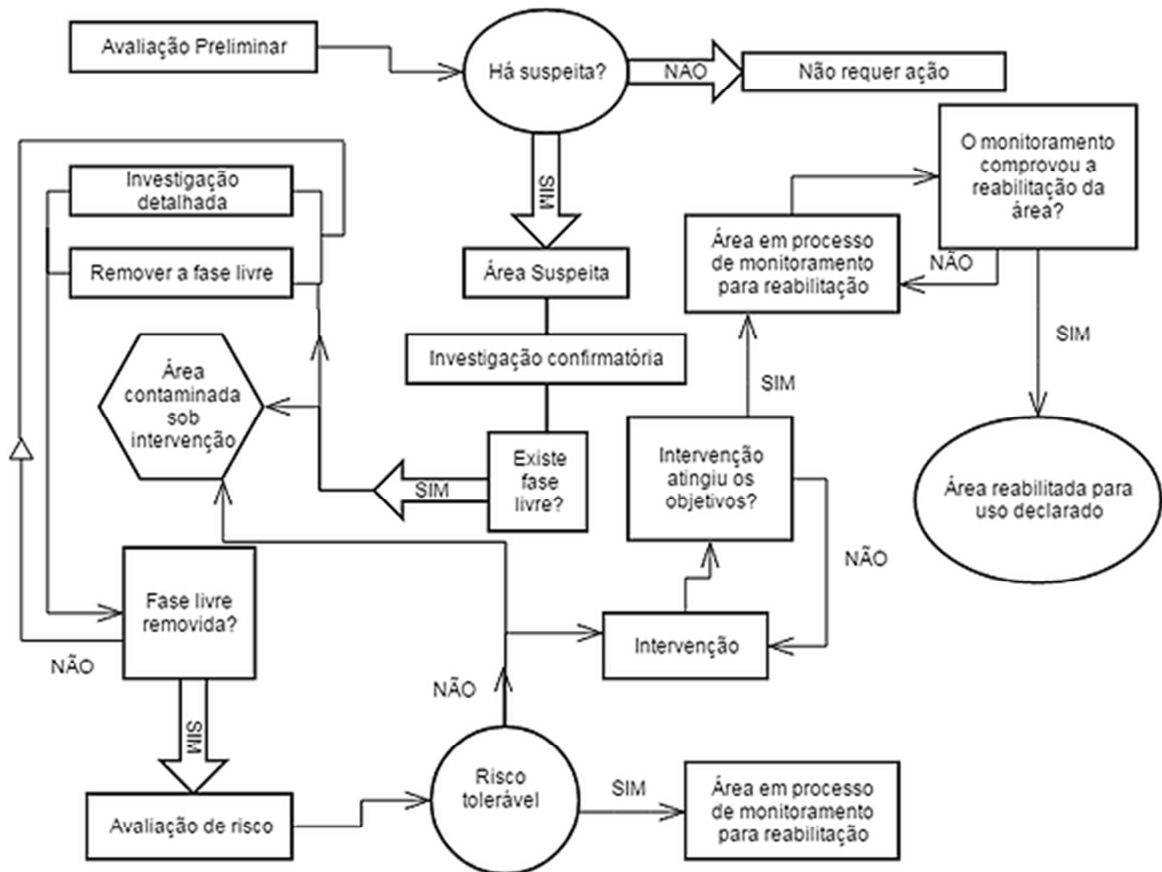 Avaliação Preliminar
Há suspeita?
NAO
Não requer ação
SIM
O monitoramento
comprovou a
reabilitação da
área?
Investigação
detalhada
Remover a fase livre
Área Suspeita
Área em processo
de monitoramento
para reabilitação
NÃO
SIM
Investigação confirmatória
Área
contaminada
sob
intervenção
SIM
Existe
fase
livre?
SIM
Intervenção
atingiu os
objetivos?
Área reabilitada para
uso declarado
NÃO
Fase livre
removida?
NÃO
Intervenção
NÃO
SIM
Avaliação de risco
Risco
tolerável
SIM
Área em processo
de monitoramento
para reabilitação